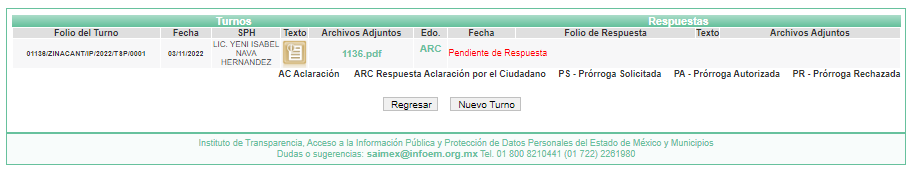 Turnos Respuestas
Folio del Turno Fecha SPH Texto Archivos Adjuntos Edo. Fecha Folio de Respuesta Texto Archivos Adjuntos
01136/ZINACANT/IP/2022/TSP/0001 03/11/2022 LIC. YENI ISABEL NAVA HERNANDEZ 1136.pdf ARC Pendiente de Respuesta
AC Aclaración ARC Respuesta Aclaración por el Ciudadano PS - Prórroga Solicitada PA - Prórroga Autorizada PR - Prórroga Rechazada
Regresar Nuevo Turno
Instituto de Transparencia, Acceso a la Información Pública y Protección de Datos Personales del Estado de México y Municipios
Dudas o sugerencias: saimex@infoem.org.mx Tel. 01 800 8210441 (01 722) 2261980